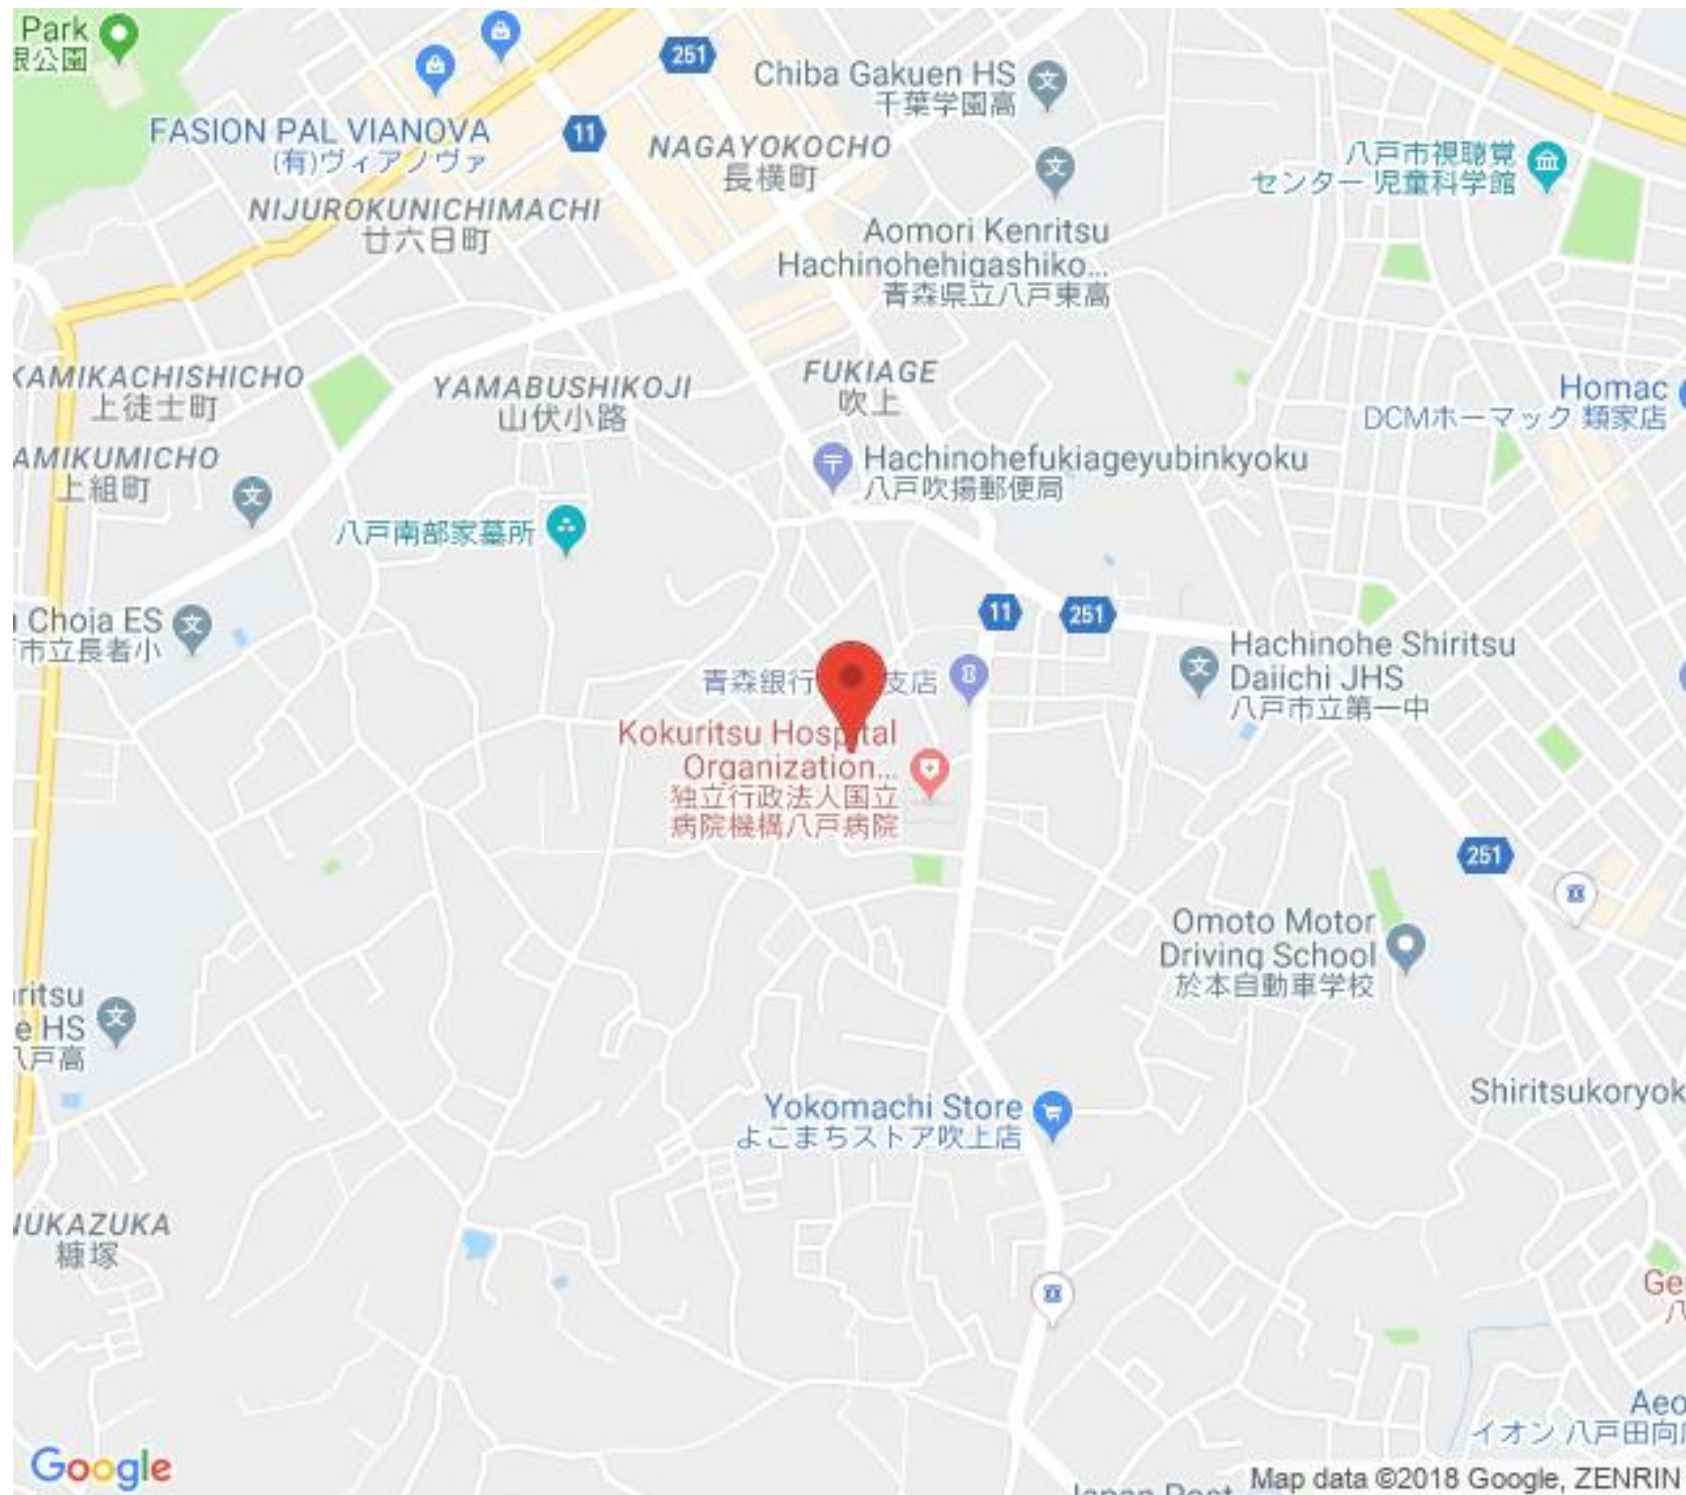 Park
根公園
251
Chiba Gakuen HS
千葉学園高
FASION PAL VIANOVA
(有)ヴィアノヴァ
11
NAGAYOKOCHO
長横町
八戸市視聴覚
センター 児童科学館
NIJUROKUNICHIMACHI
廿六日町
Aomori Kenritsu
Hachinohehigashiko...
青森県立八戸東高
KAMIKACHISHICHO
上徒士町
YAMABUSHIKOJI
山伏小路
FUKIAGE
吹上
Homac
DCMホーマック 類家店
AMIKUMICHO
上組町
文
Hachinohefukiageyubinkyoku
八戸吹揚郵便局
八戸南部家墓所
Choja ES
市立長者小
11
251
Hachinohe Shiritsu
Daiichi JHS
八戸市立第一中
青森銀行 支店
Kokuritsu Hospital
Organization...
独立行政法人国立
病院機構八戸病院
251
Omoto Motor
Driving School
於本自動車学校
ritsu
e HS
八戸高
Shiritsukoryok
Yokomachi Store
よこまちストア吹上店
NUKAZUKA
糠塚
Ge
八
Aeo
イオン 八戸田向
Google
Japan Post
Map data ©2018 Google, ZENRIN